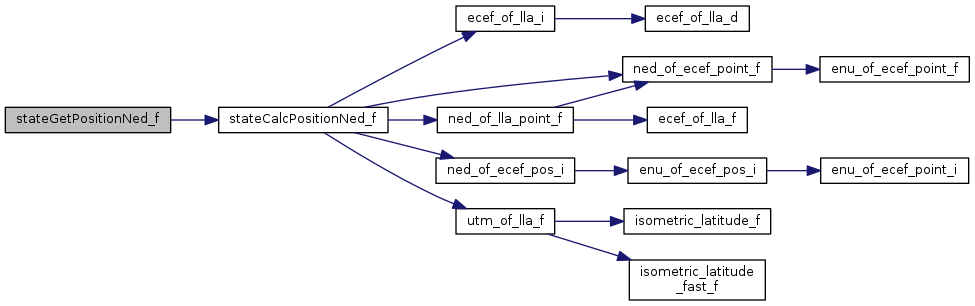 stateGetPositionNed_f
stateCalcPositionNed_f
ecef_of_lla_i
ecef_of_lla_d
ned_of_ecef_point_f
enu_of_ecef_point_f
ned_of_lla_point_f
ecef_of_lla_f
ned_of_ecef_pos_i
enu_of_ecef_pos_i
enu_of_ecef_point_i
utm_of_lla_f
isometric_latitude_f
isometric_latitude
_fast_f